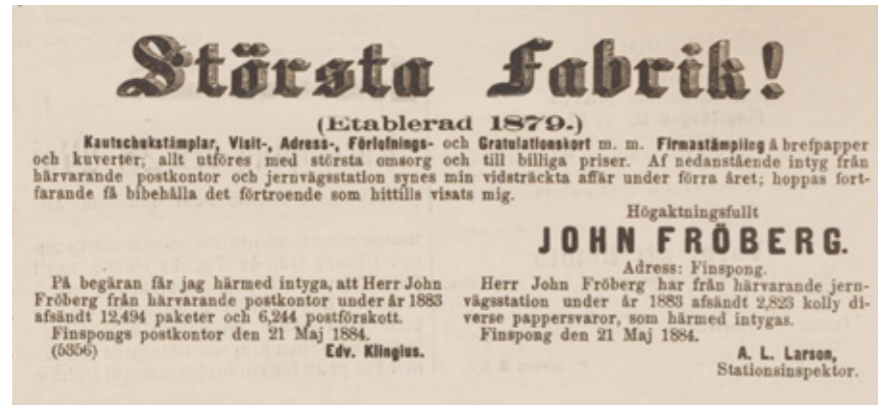 Största Fabrik!
(Etablerad 1879.)
Kautschukstämplar, Visit-, Adress-, Förlofnings- och Gratulationskort m. m. Firmastämpling å brefpapper
och kuverter, allt utföres med största omsorg och till billiga priser. Af nedanstående intyg från
härvarande postkontor och jernvägsstation synes min vidsträckta affär under förra året; hoppas fort-
farande få bibehålla det förtroende som hittills visats mig.
Högaktningsfullt
JOHN FRÖBERG.
Adress: Finspong.
På begäran får jag härmed intyga, att Herr John
Fröberg från härvarande postkontor under år 1883
afsändt 12,494 paketer och 6,244 postförskott.
Finspongs postkontor den 21 Maj 1884.
(5356) Edv. Klingius.
Herr John Fröberg har från härvarande jern-
vägsstation under år 1883 afsändt 2,823 kolly di-
verse pappersvaror, som härmed intygas.
Finspong den 21 Maj 1884.
A. L. Larson,
Stationsinspektor.